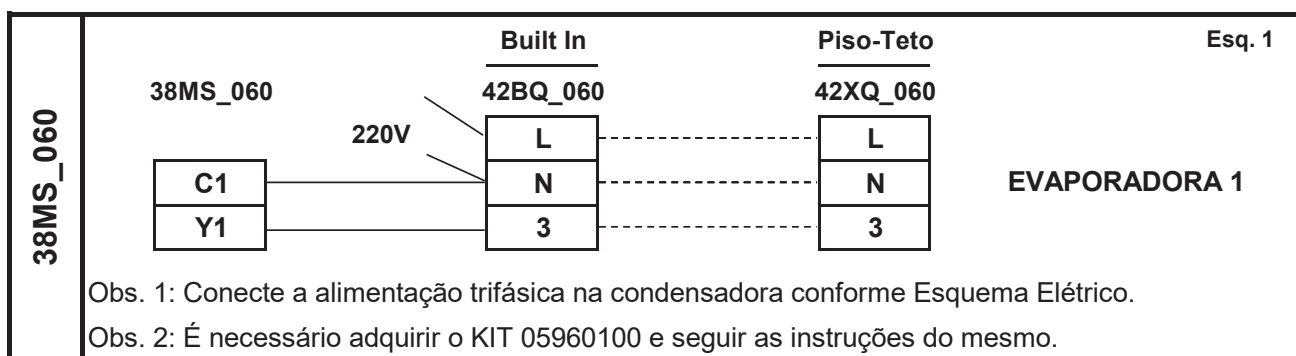 Built In Piso-Teto Esq. 1
38MS_060 42BQ_060 42XQ_060
38MS_060
220V L L
C1 N N EVAPORADORA 1
Y1 3 3
Obs. 1: Conecte a alimentação trifásica na condensadora conforme Esquema Elétrico.
Obs. 2: É necessário adquirir o KIT 05960100 e seguir as instruções do mesmo.